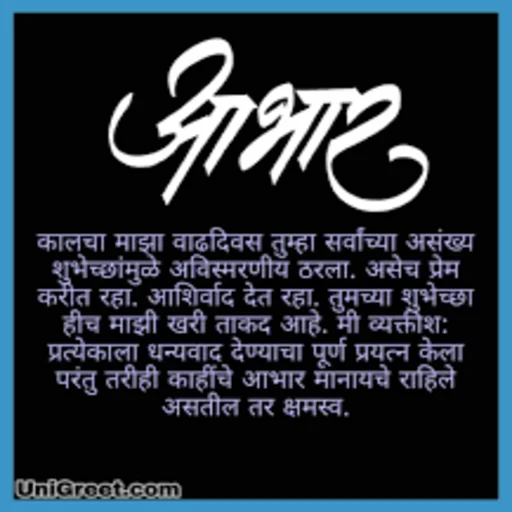 आभार
कालचा माझा वाढदिवस तुम्हा सर्वांच्या असंख्य
शुभेच्छांमुळे अविस्मरणीय ठरला. असेच प्रेम
करीत रहा. आशिर्वाद देत रहा. तुमच्या शुभेच्छा
हीच माझी खरी ताकद आहे. मी व्यक्तीश:
प्रत्येकाला धन्यवाद देण्याचा पूर्ण प्रयत्न केला
परंतु तरीही काहींचे आभार मानायचे राहिले
असतील तर क्षमस्व.
UniGreet.com